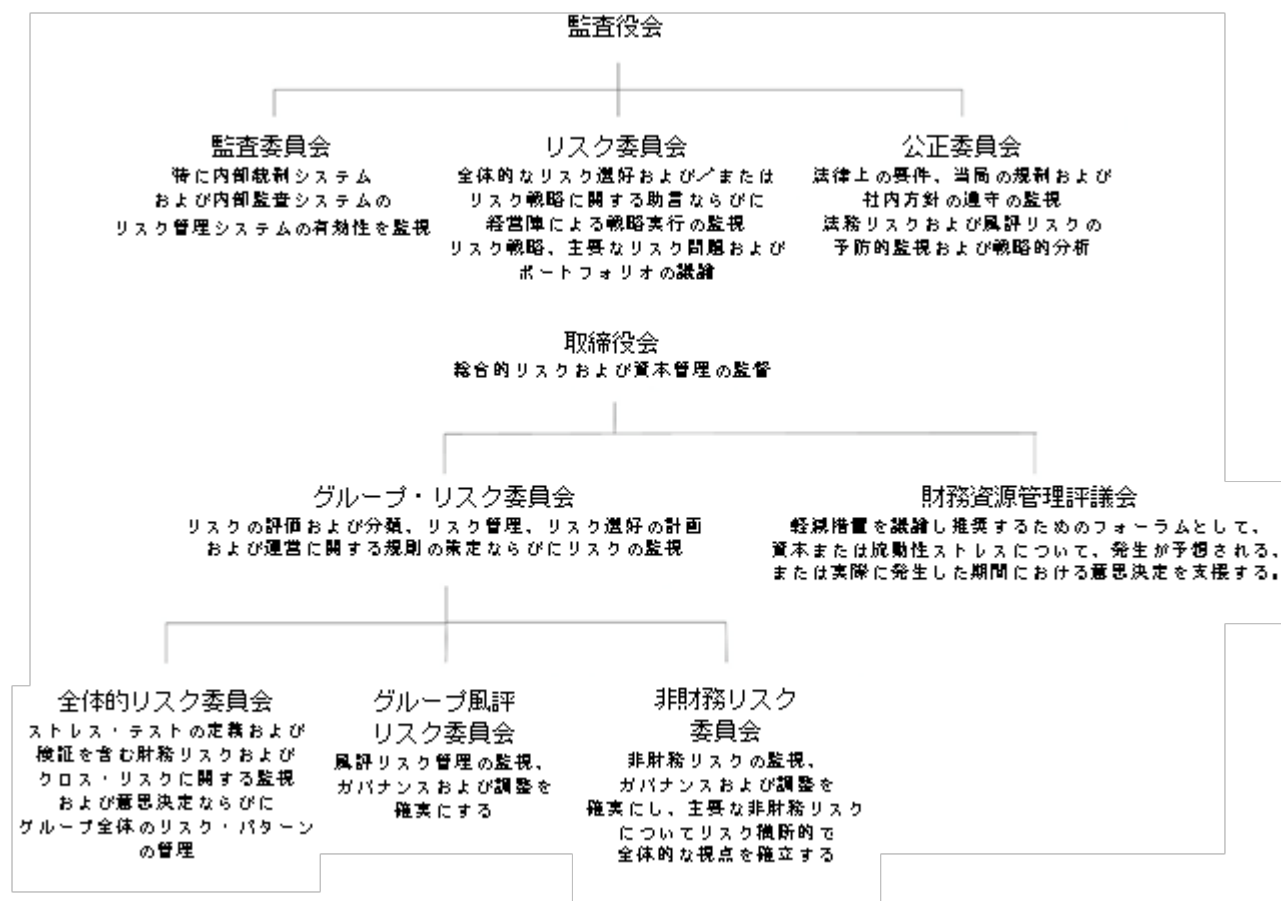 監査役会
監査委員会
特に内部統制システム
および内部監査システムの
リスク管理システムの有効性を監視
リスク委員会
全体的なリスク選好および/または
リスク戦略に関する助言ならびに
経営陣による戦略実行の監視
リスク戦略、主要なリスク問題および
ポートフォリオの議論
公正委員会
法律上の要件、当局の規制および
社内方針の遵守の監視
法務リスクおよび風評リスクの
予防的監視および戦略的分析
取締役会
総合的リスクおよび資本管理の監督
グループ・リスク委員会
リスクの評価および分類、リスク管理、リスク選好の計画
および運営に関する規則の策定ならびにリスクの監視
財務資源管理評議会
軽減措置を議論し推奨するためのフォーラムとして、
資本または流動性ストレスについて、発生が予想される、
または実際に発生した期間における意思決定を支援する。
全体的リスク委員会
ストレス・テストの定義および
検証を含む財務リスクおよび
クロス・リスクに関する監視
および意思決定ならびに
グループ全体のリスク・パターン
の管理
グループ風評
リスク委員会
風評リスク管理の監視、
ガバナンスおよび調整を
確実にする
非財務リスク
委員会
非財務リスクの監視、
ガバナンスおよび調整を
確実にし、主要な非財務リスク
についてリスク横断的で
全体的な視点を確立する